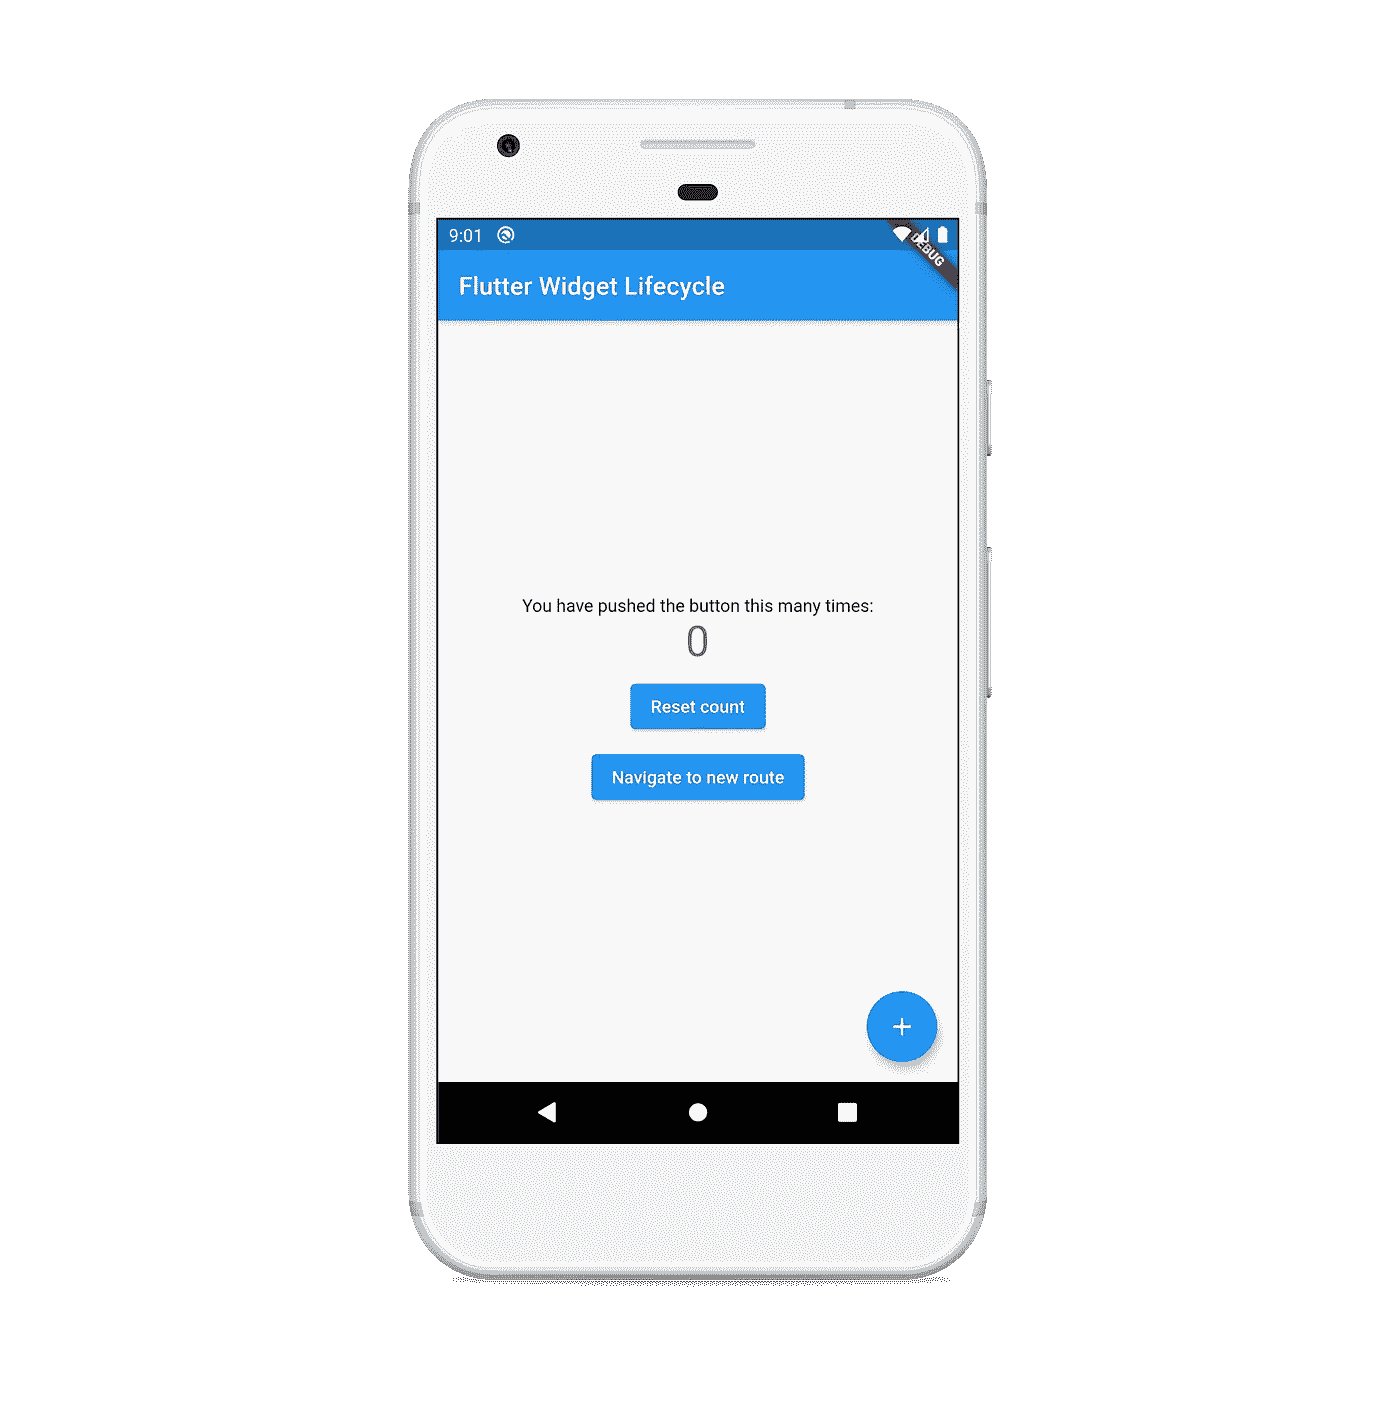 9:01
DEBUG
Flutter Widget Lifecycle
You have pushed the button this many times:
0
Reset count
Navigate to new route
+